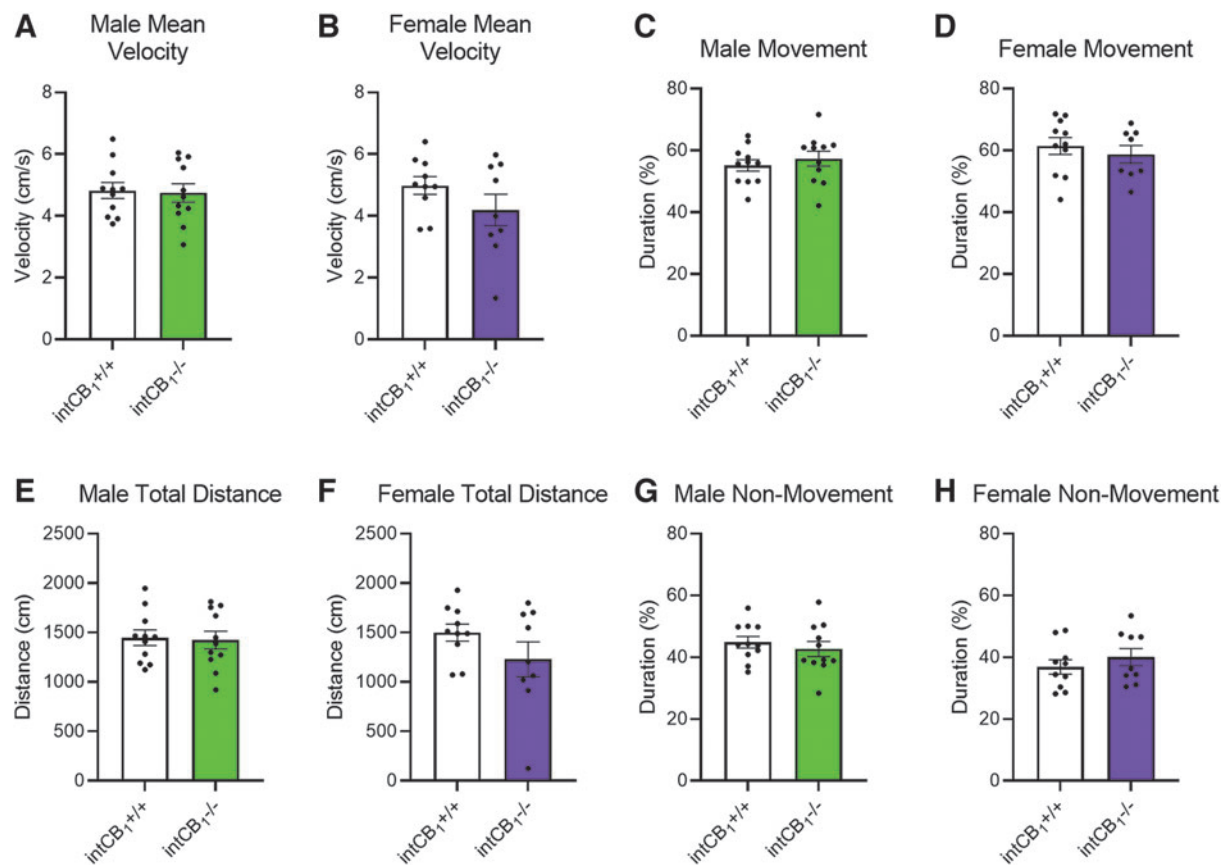 A Male Mean Velocity
Velocity (cm/s)
8
6
4
2
0
intCB₁+/+
intCB₁-/-
B Female Mean Velocity
Velocity (cm/s)
8
6
4
2
0
intCB₁+/+
intCB₁-/-
C Male Movement
Duration (%)
80
60
40
20
0
intCB₁+/+
intCB₁-/-
D Female Movement
Duration (%)
80
60
40
20
0
intCB₁+/+
intCB₁-/-
E Male Total Distance
Distance (cm)
2500
2000
1500
1000
500
0
intCB₁+/+
intCB₁-/-
F Female Total Distance
Distance (cm)
2500
2000
1500
1000
500
0
intCB₁+/+
intCB₁-/-
G Male Non-Movement
Duration (%)
80
60
40
20
0
intCB₁+/+
intCB₁-/-
H Female Non-Movement
Duration (%)
80
60
40
20
0
intCB₁+/+
intCB₁-/-